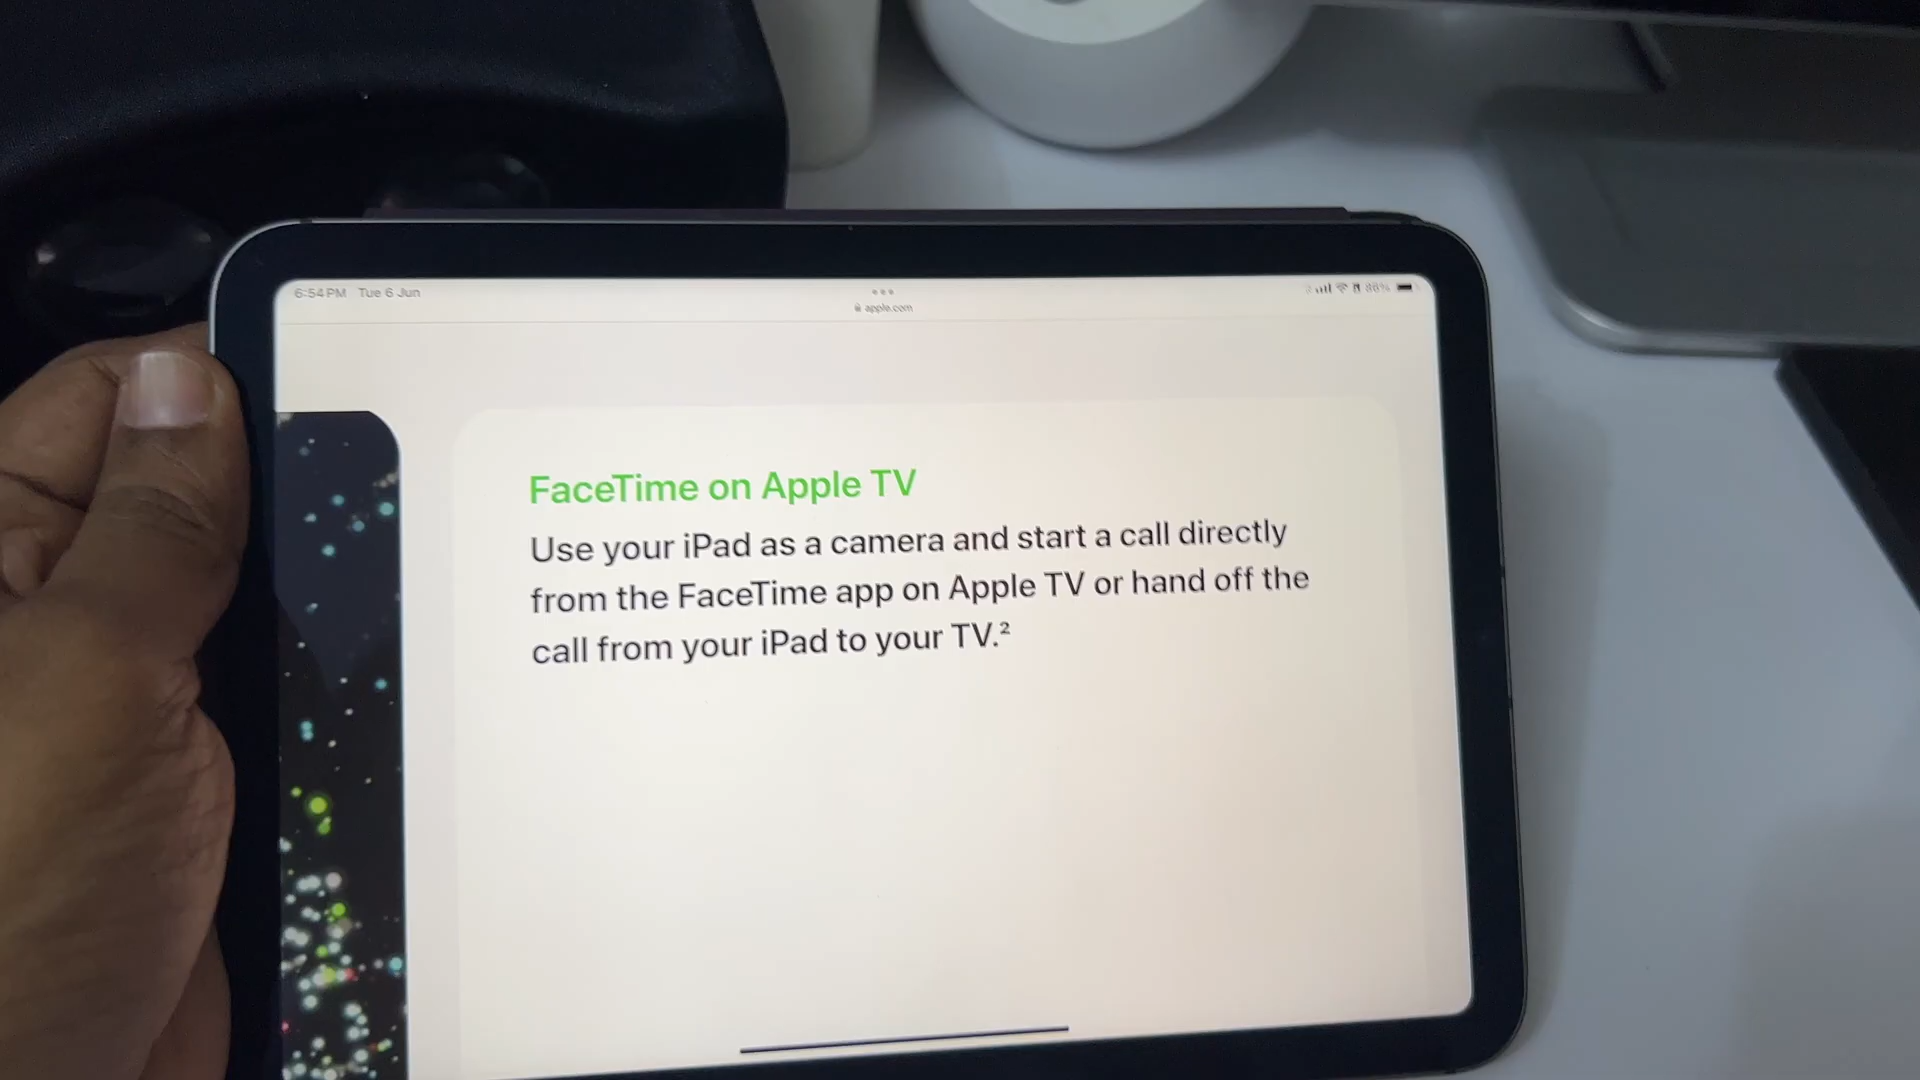 6:54 PM Tue 6 Jun
apple.com
86%
FaceTime on Apple TV
Use your iPad as a camera and start a call directly
from the FaceTime app on Apple TV or hand off the
call from your iPad to your TV.²